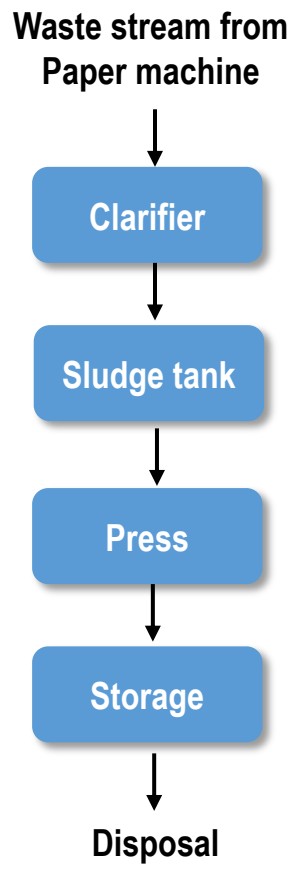 Waste stream from
Paper machine
Clarifier
Sludge tank
Press
Storage
Disposal